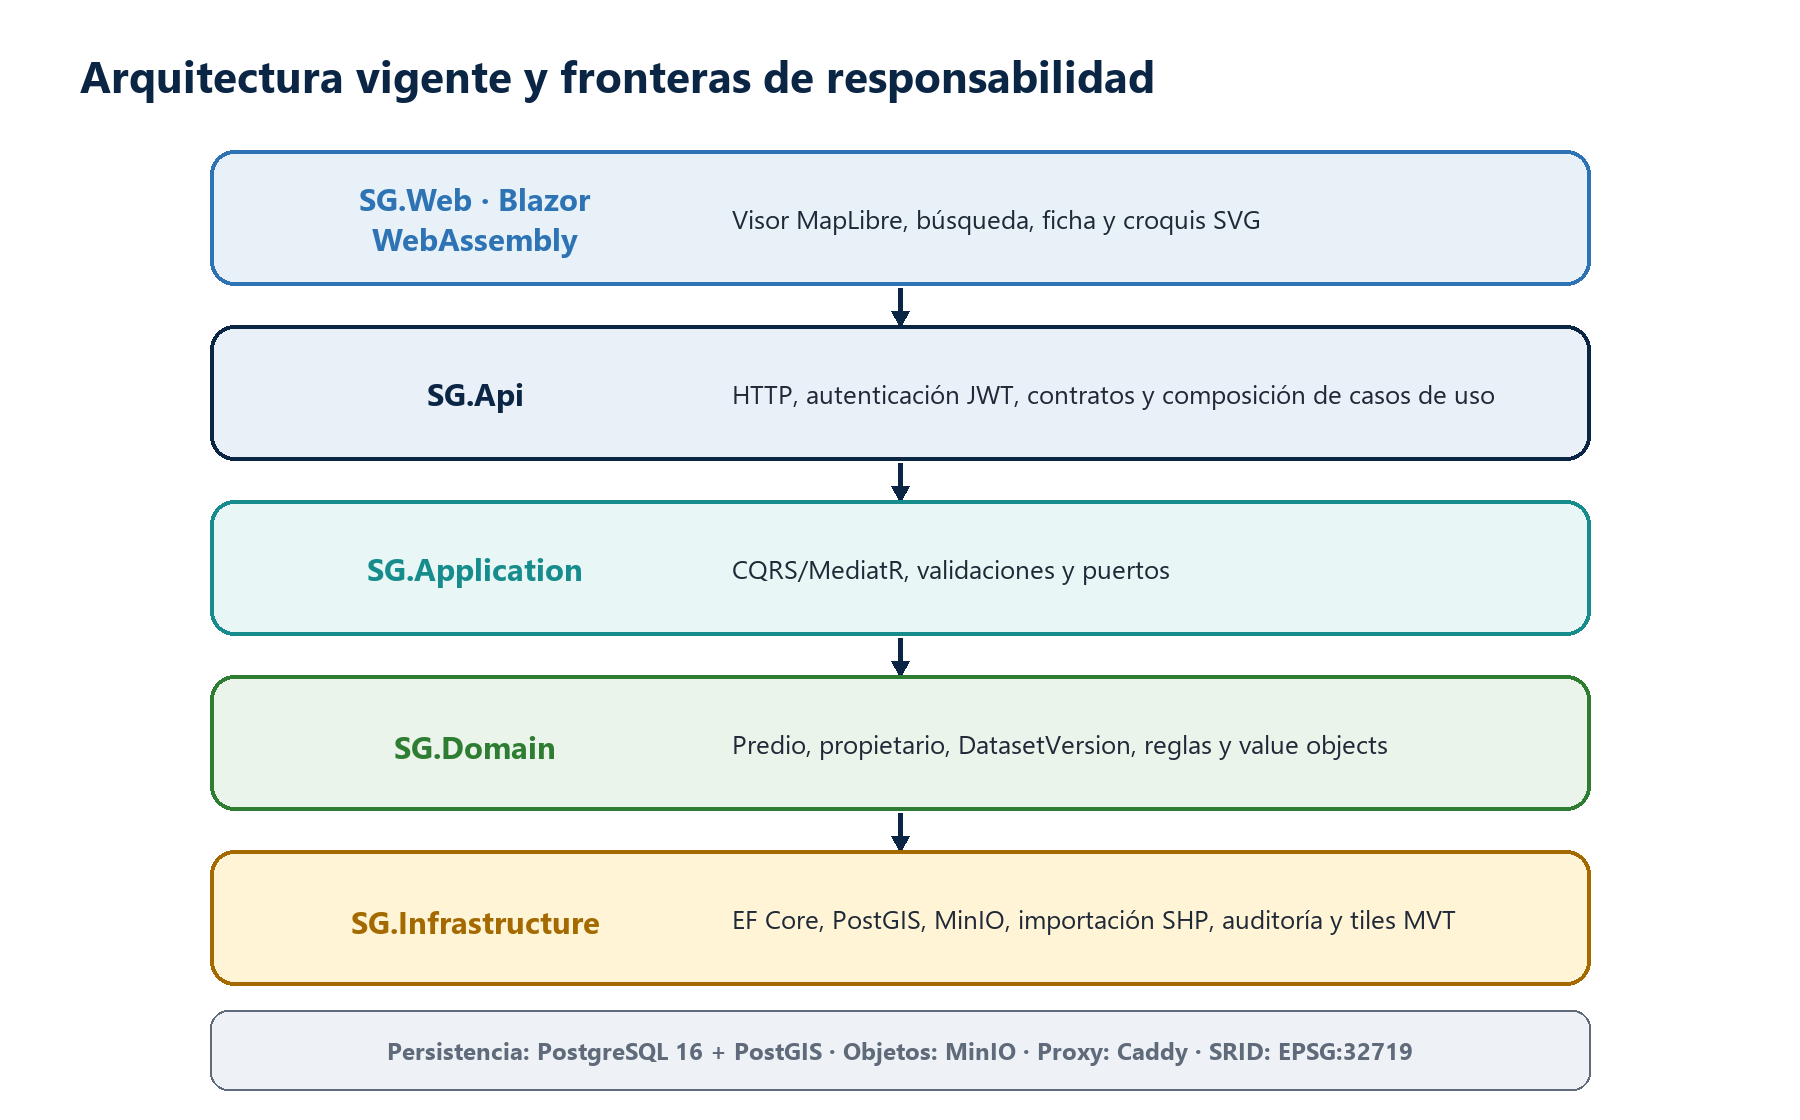 Arquitectura vigente y fronteras de responsabilidad
SG.Web · Blazor
WebAssembly
Visor MapLibre, búsqueda, ficha y croquis SVG
SG.Api
HTTP, autenticación JWT, contratos y composición de casos de uso
SG.Application
CQRS/MediatR, validaciones y puertos
SG.Domain
Predio, propietario, DatasetVersion, reglas y value objects
SG.Infrastructure
EF Core, PostGIS, MinIO, importación SHP, auditoría y tiles MVT
Persistencia: PostgreSQL 16 + PostGIS · Objetos: MinIO · Proxy: Caddy · SRID: EPSG:32719